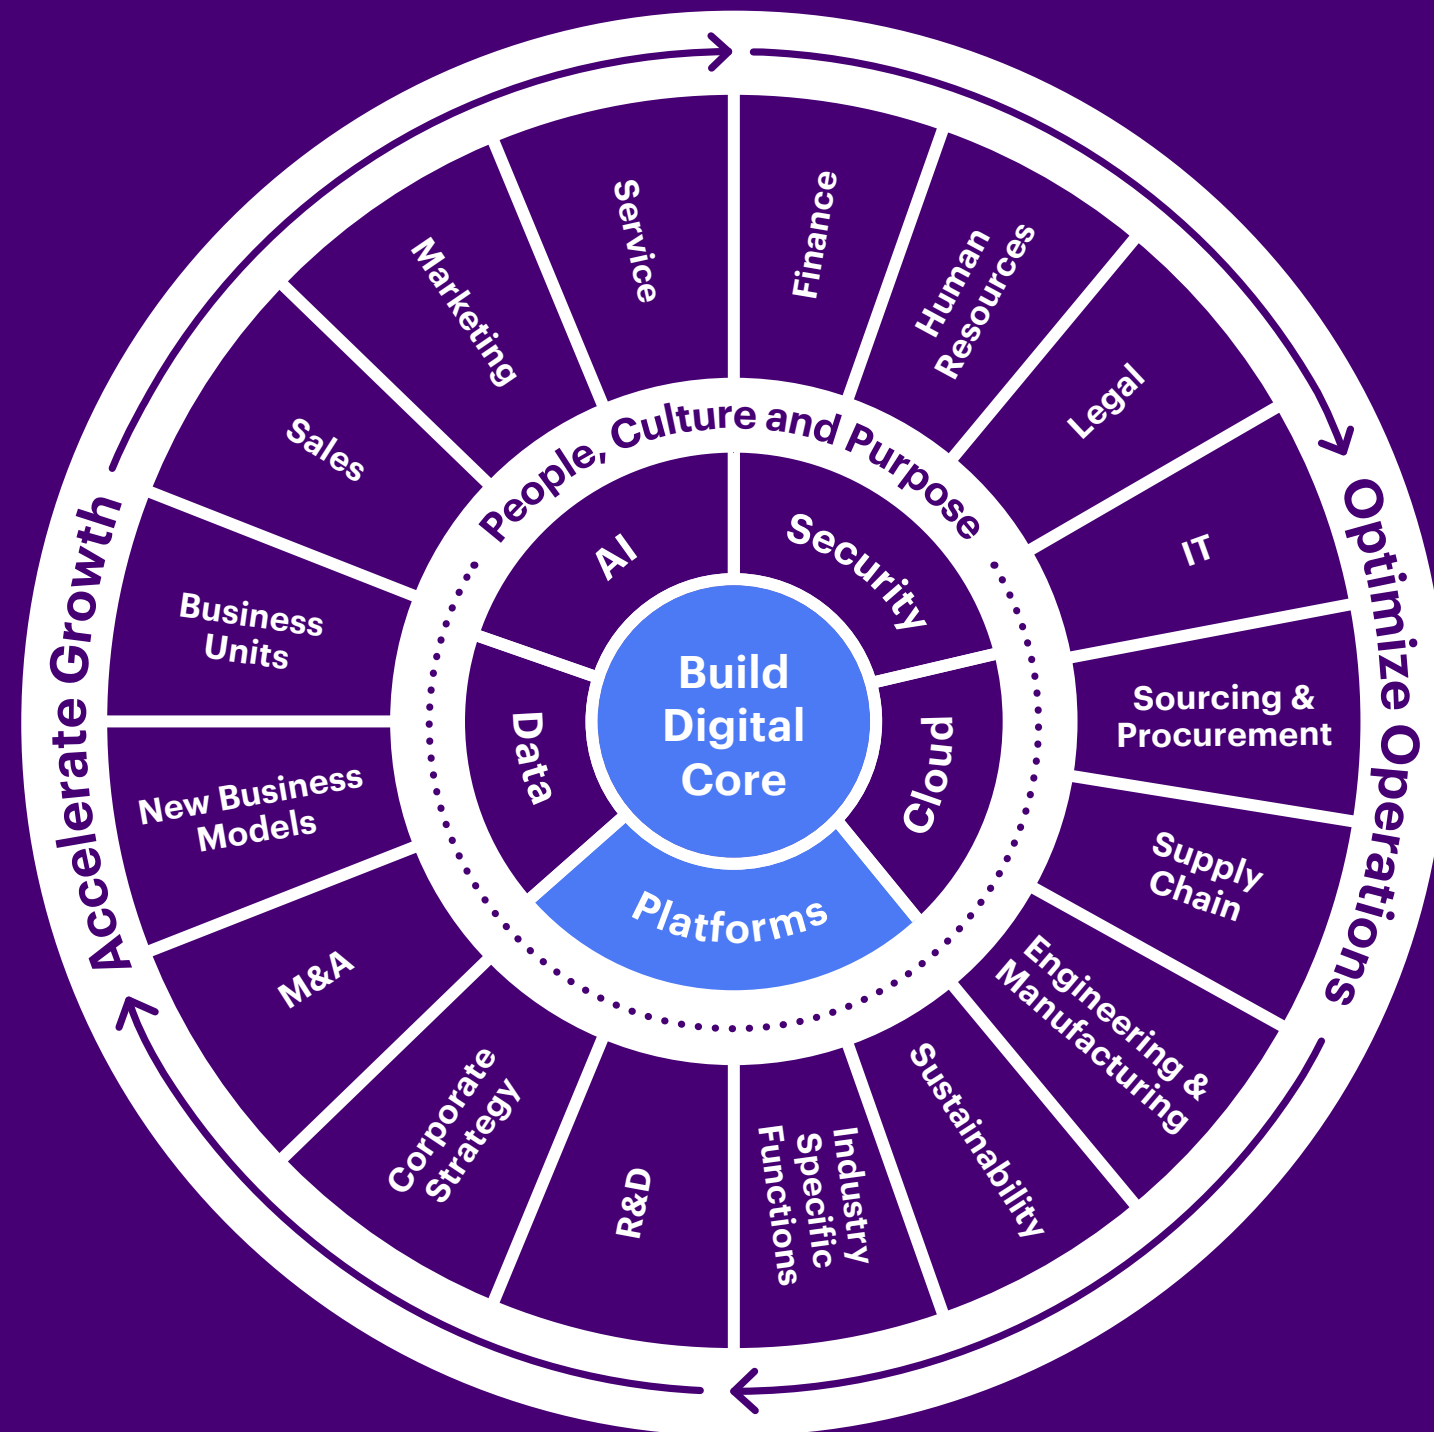 Accelerate Growth
Optimize Operations
Service
Finance
Human
Resources
Legal
IT
Sourcing &
Procurement
Supply
Chain
Engineering &
Manufacturing
Sustainability
Industry
Specific
Functions
R&D
Corporate
Strategy
M&A
New Business
Models
Business
Units
Sales
Marketing
People, Culture and Purpose
AI
Security
Cloud
Platforms
Data
Build
Digital
Core